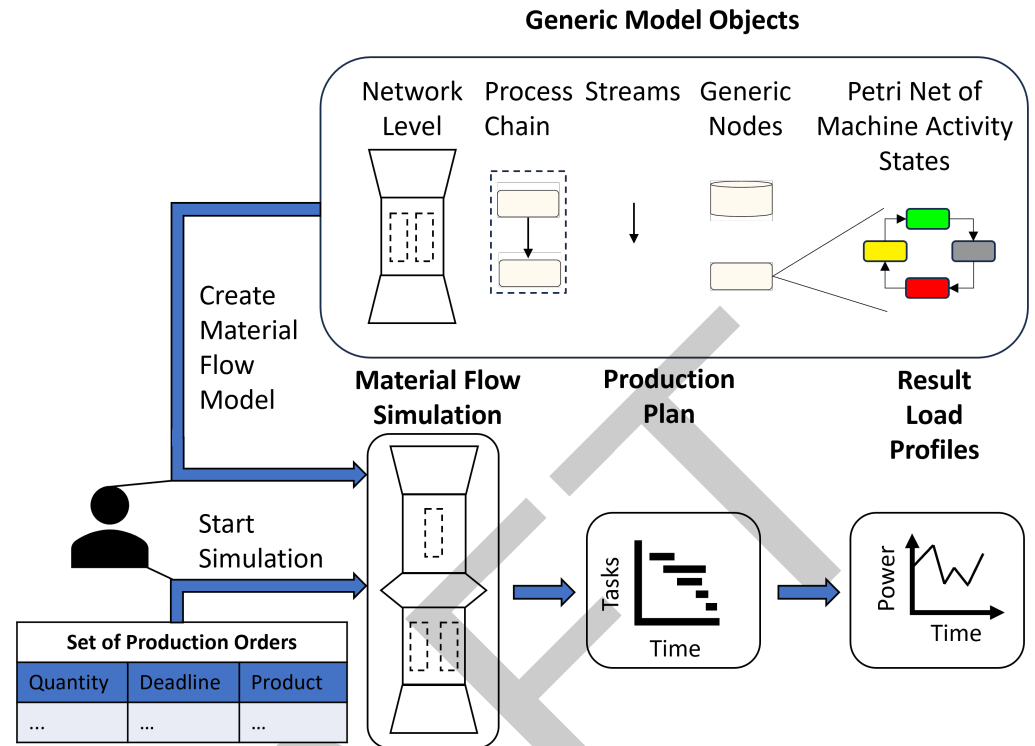 Generic Model Objects
Network
Level
Process
Chain
Streams
Generic
Nodes
Petri Net of
Machine Activity
States
Create
Material
Flow
Model
Material Flow
Simulation
Production
Plan
Result
Load
Profiles
Start
Simulation
Tasks
Time
Power
Time
Set of Production Orders
Quantity Deadline Product
... ... ...